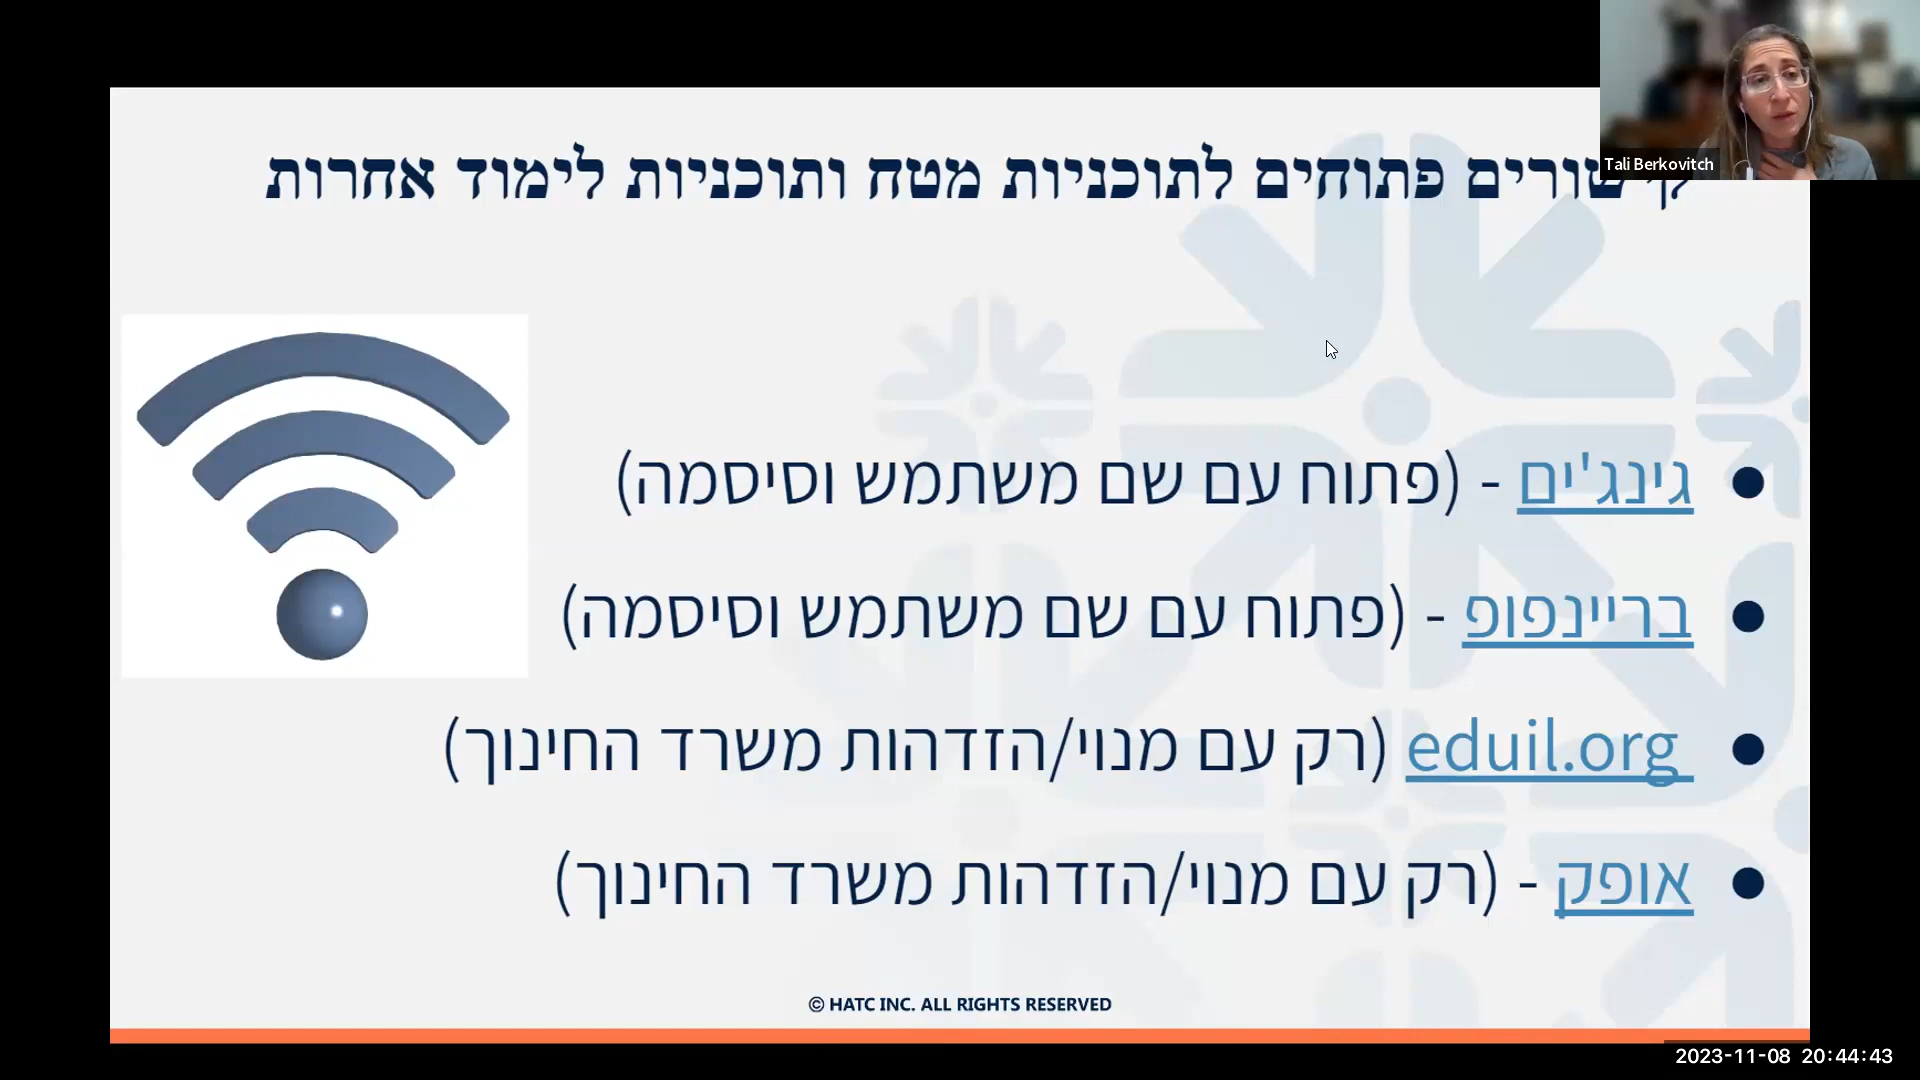 Tali Berkovitch
קישורים פתוחים לתוכניות מטח ותוכניות לימוד אחרות
גינג'ים - (פתוח עם שם משתמש וסיסמה)
בריינפופ - (פתוח עם שם משתמש וסיסמה)
eduil.org (רק עם מנוי/הזדהות משרד החינוך)
אופק - (רק עם מנוי/הזדהות משרד החינוך)
© HATC INC. ALL RIGHTS RESERVED
2023-11-08 20:44:43